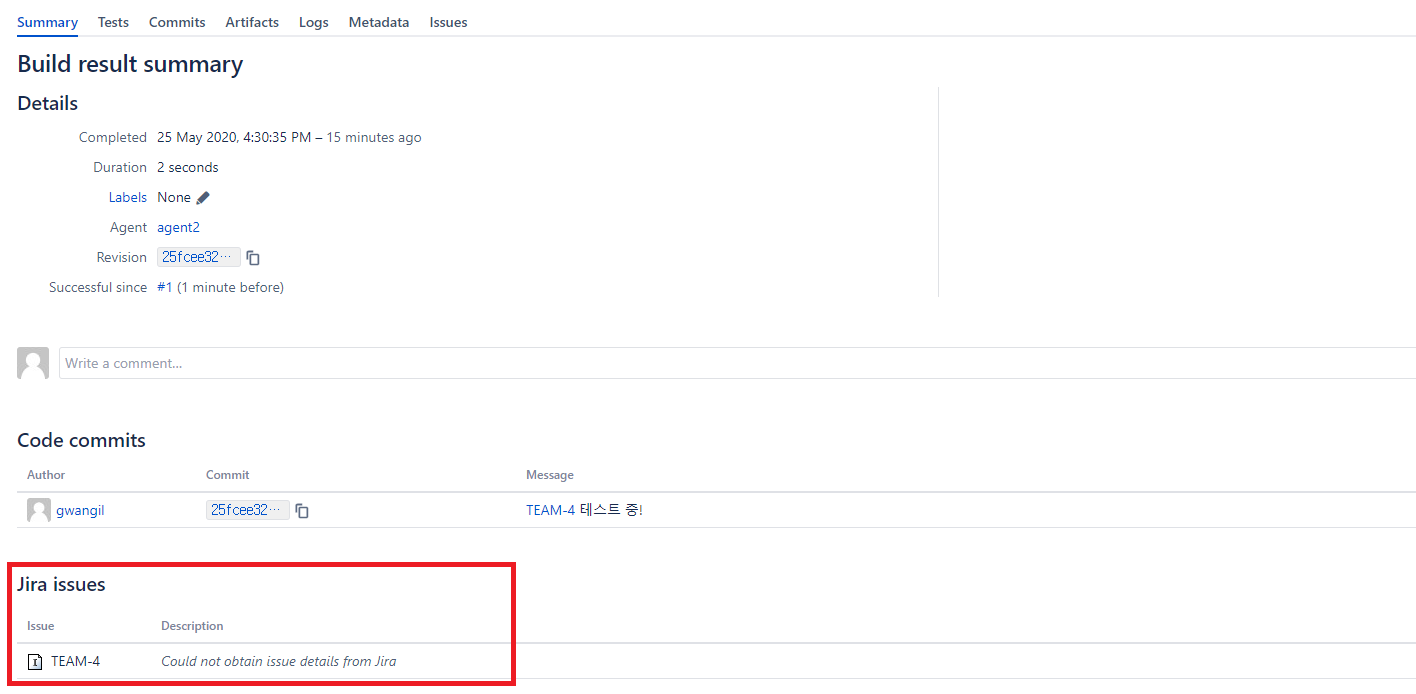 Summary Tests Commits Artifacts Logs Metadata Issues
Build result summary
Details
Completed 25 May 2020, 4:30:35 PM – 15 minutes ago
Duration 2 seconds
Labels None
Agent agent2
Revision 25fcee32···
Successful since #1 (1 minute before)
Write a comment...
Code commits
Author Commit Message
gwangil 25fcee32··· TEAM-4 테스트 중!
Jira issues
Issue Description
TEAM-4 Could not obtain issue details from Jira